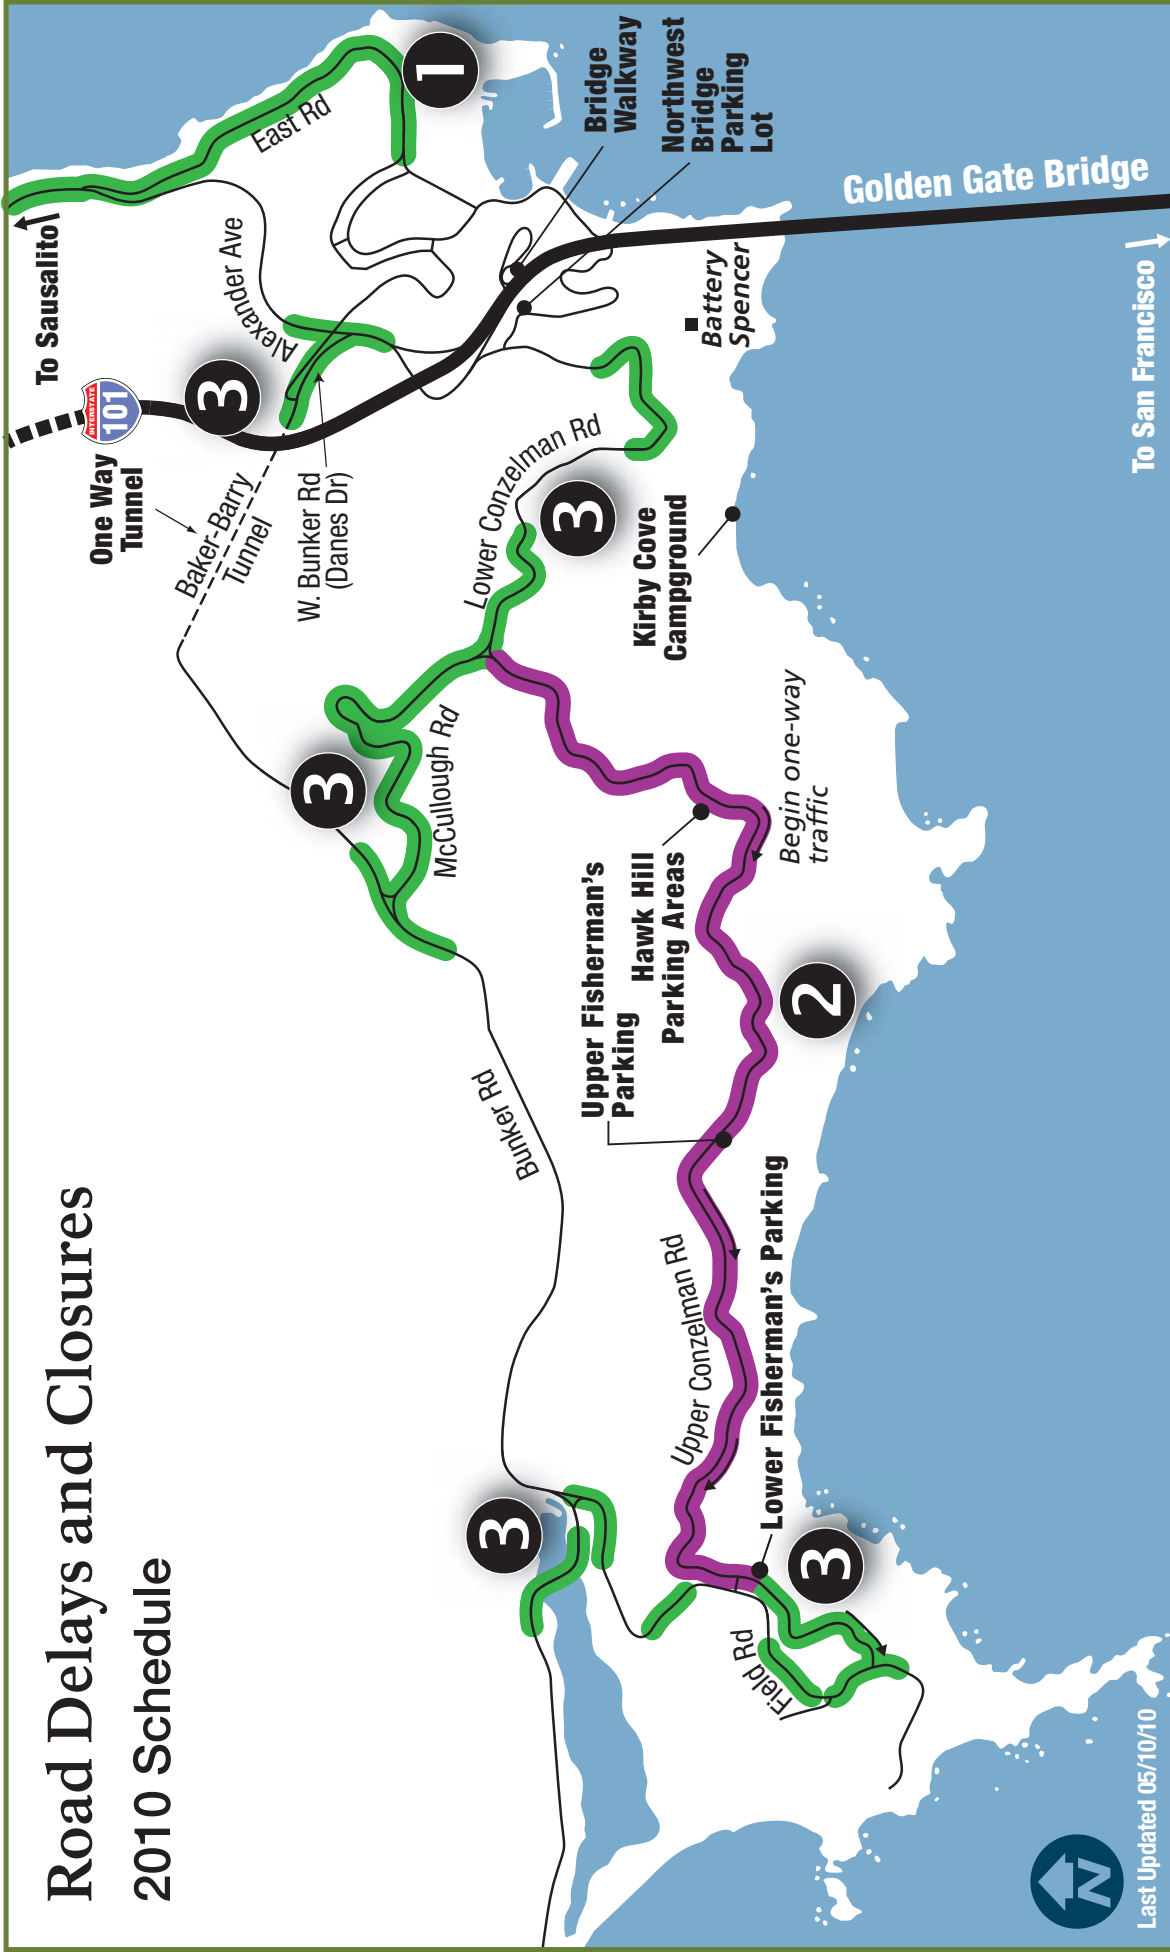 Road Delays and Closures
2010 Schedule
To Sausalito
INTERSTATE
101
One Way
Tunnel
Baker-Barry
Tunnel
W. Bunker Rd
(Danes Dr)
Alexander Ave
East Rd
1
3
3
3
3
3
2
Bridge
Walkway
Northwest
Bridge
Parking
Lot
Golden Gate Bridge
Battery
Spencer
To San Francisco
Lower Conzelman Rd
Kirby Cove
Campground
McCullough Rd
Begin one-way
traffic
Hawk Hill
Parking Areas
Upper Fisherman's
Parking
Bunker Rd
Upper Conzelman Rd
Lower Fisherman's Parking
Field Rd
N
Last Updated 05/10/10